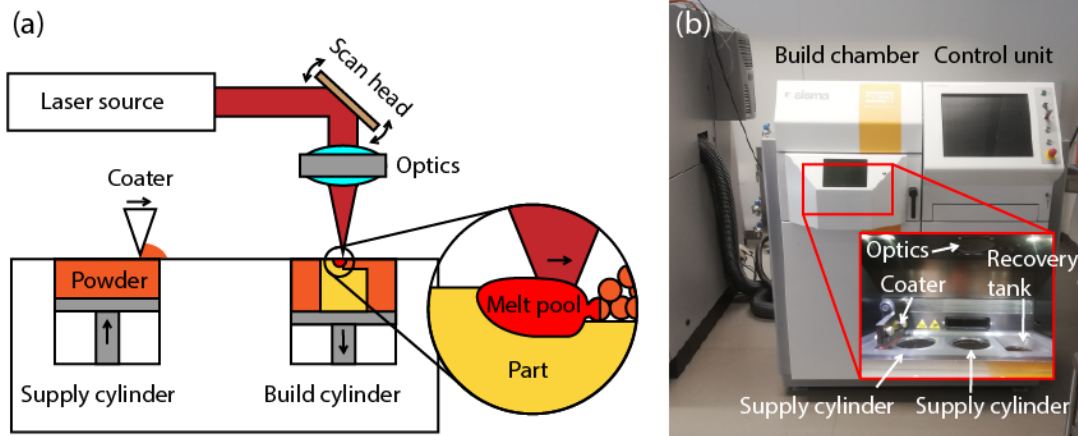 (a)
Laser source
Scan head
Optics
Coater
Powder
Melt pool
Part
Supply cylinder
Build cylinder
(b)
Build chamber
Control unit
sisma
Optics
Recovery
tank
Coater
Supply cylinder
Supply cylinder